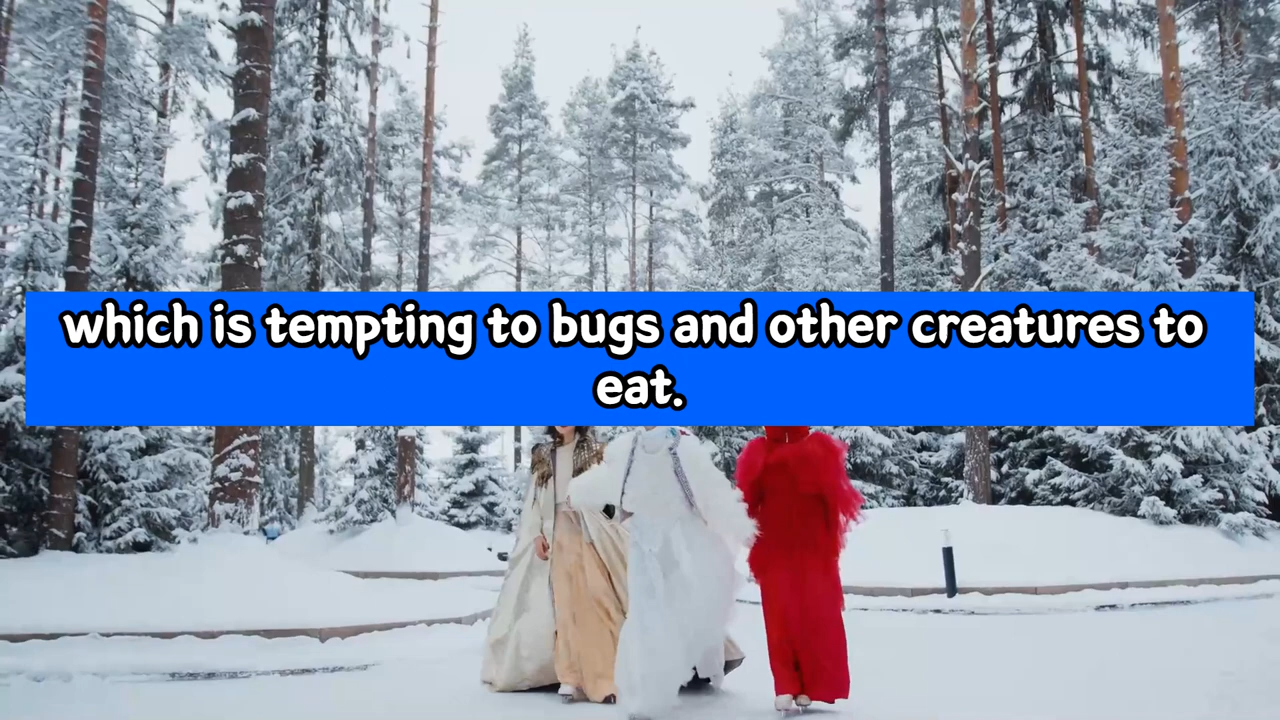 which is tempting to bugs and other creatures to
eat.